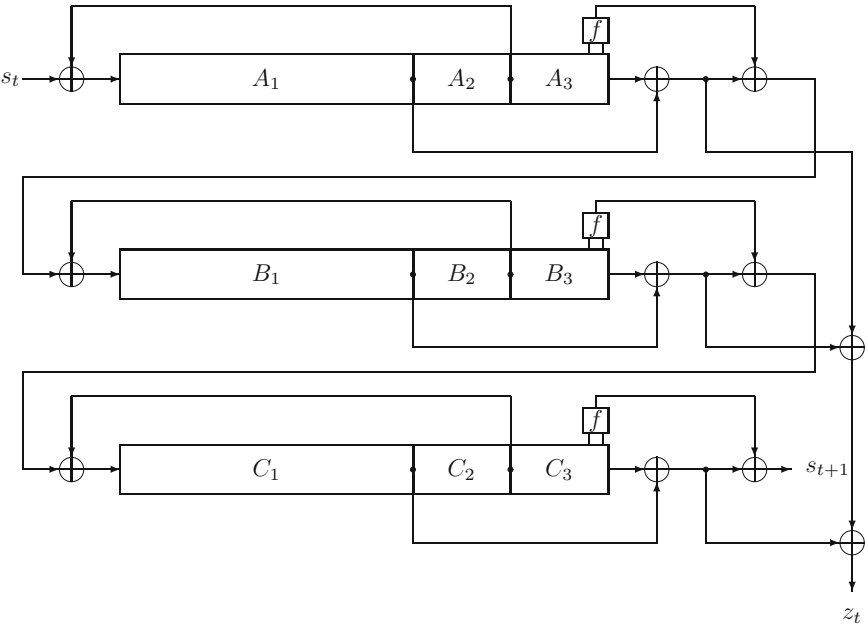 f
s_t A_1 A_2 A_3
f
B_1 B_2 B_3
f
C_1 C_2 C_3 s_{t+1}
z_t